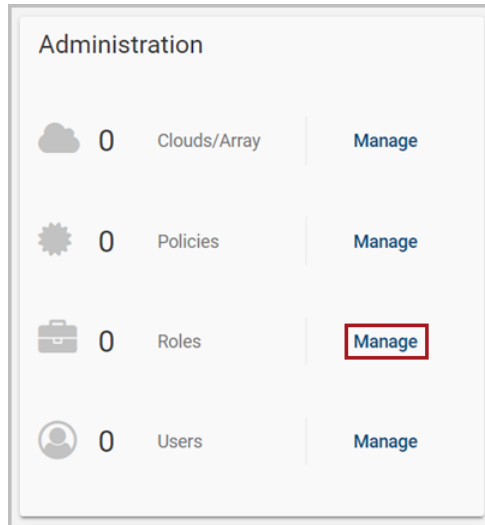 Administration
0 Clouds/Array Manage
0 Policies Manage
0 Roles Manage
0 Users Manage